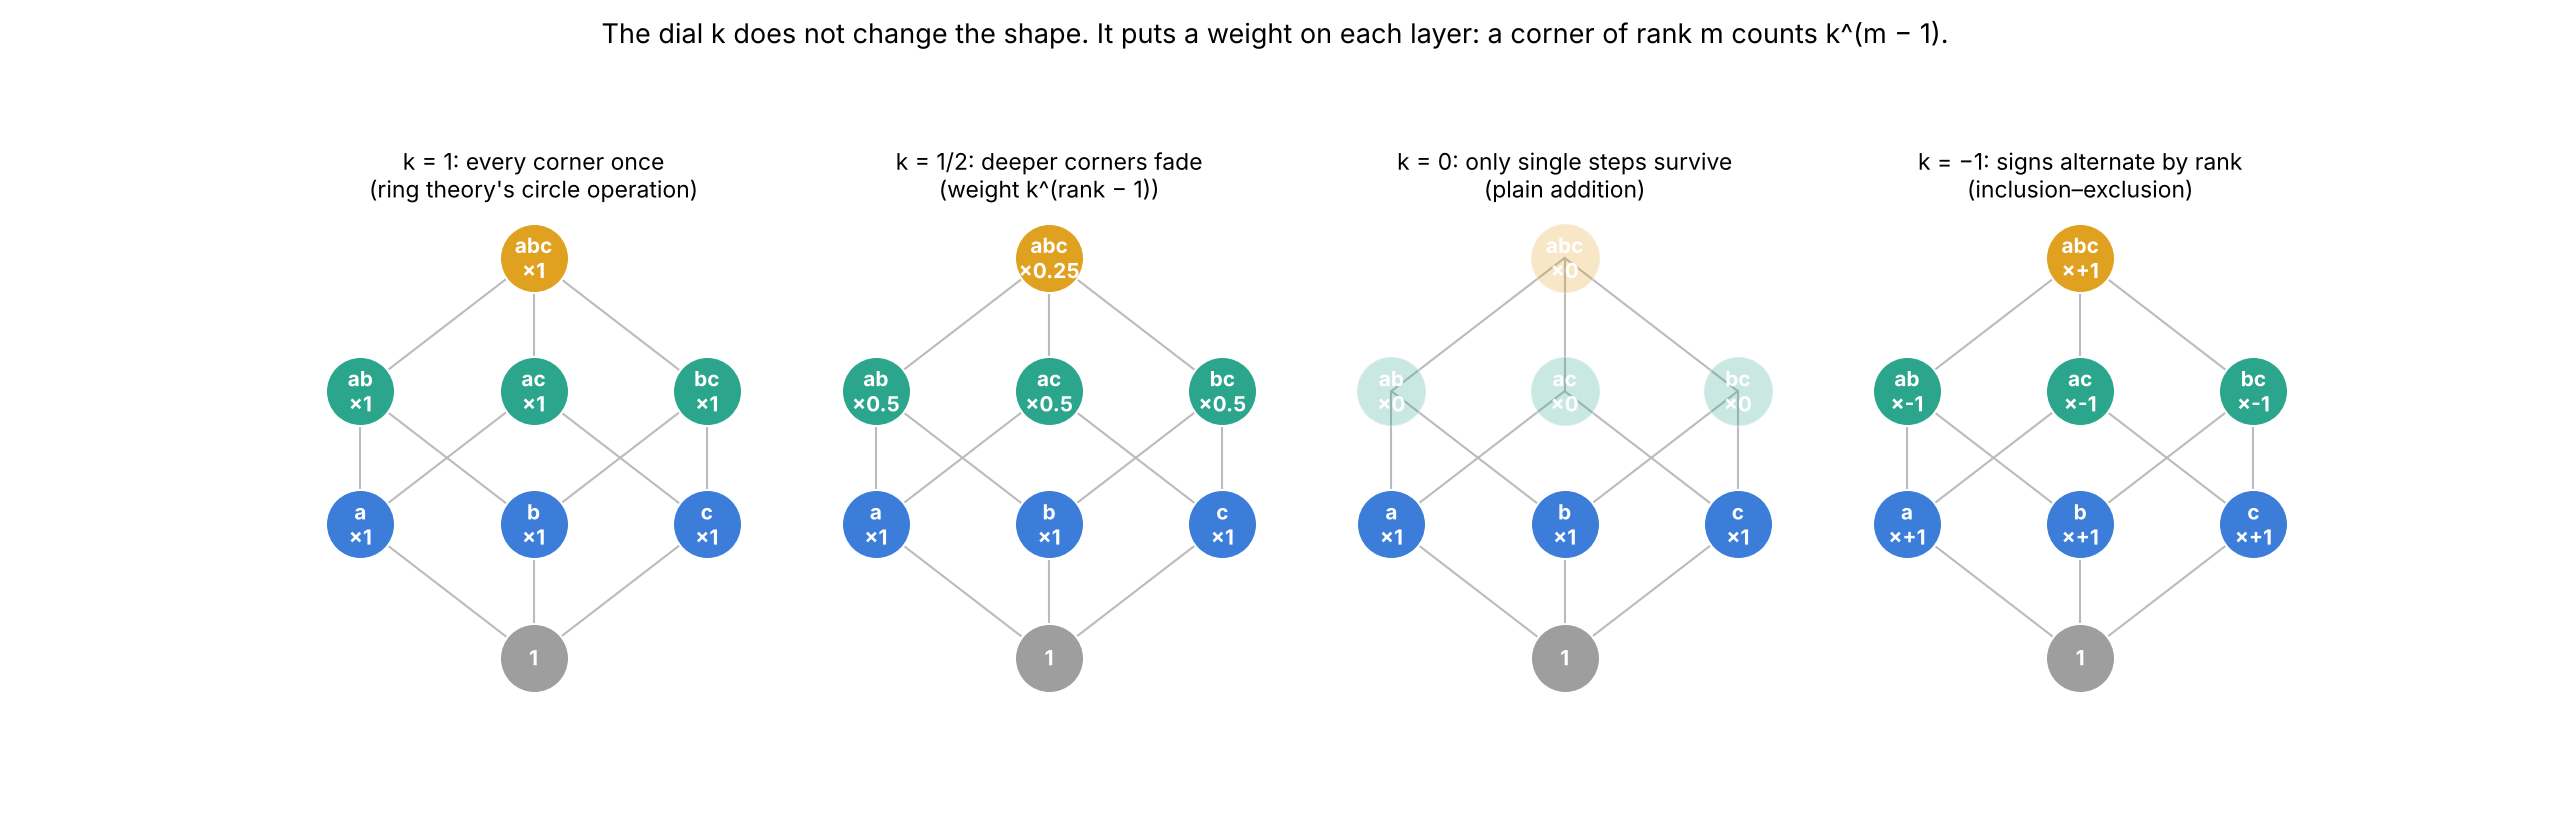 The dial k does not change the shape. It puts a weight on each layer: a corner of rank m counts k^(m − 1).
k = 1: every corner once
(ring theory's circle operation)
abc
×1
ab
×1
ac
×1
bc
×1
a
×1
b
×1
c
×1
1
k = 1/2: deeper corners fade
(weight k^(rank − 1))
abc
×0.25
ab
×0.5
ac
×0.5
bc
×0.5
a
×1
b
×1
c
×1
1
k = 0: only single steps survive
(plain addition)
abc
×0
ab
×0
ac
×0
bc
×0
a
×1
b
×1
c
×1
1
k = −1: signs alternate by rank
(inclusion–exclusion)
abc
×+1
ab
×-1
ac
×-1
bc
×-1
a
×+1
b
×+1
c
×+1
1